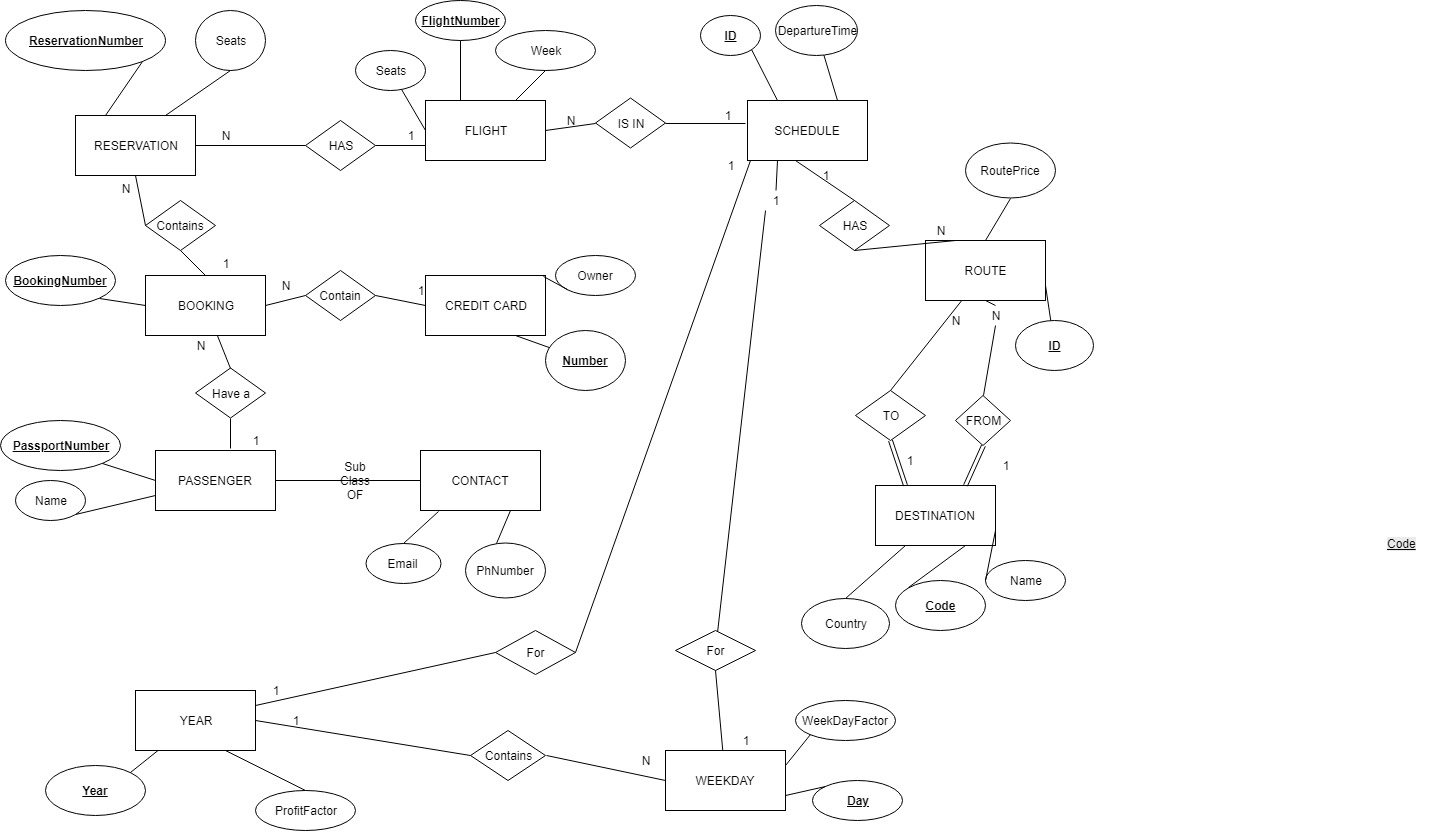 FlightNumber
ID
DepartureTime
ReservationNumber
Seats
Week
Seats
N
1
N
1
RESERVATION
HAS
FLIGHT
IS IN
SCHEDULE
1
1
RoutePrice
N
1
Contains
HAS
N
1
ROUTE
BookingNumber
BOOKING
N
Contain
1
CREDIT CARD
Owner
Number
N
N
N
ID
Have a
TO
FROM
1
1
1
PassportNumber
Name
PASSENGER
Sub
Class
OF
CONTACT
DESTINATION
Code
Email
PhNumber
Country
Code
Name
For
For
1
1
YEAR
Contains
N
1
WeekDayFactor
WEEKDAY
Year
ProfitFactor
Day